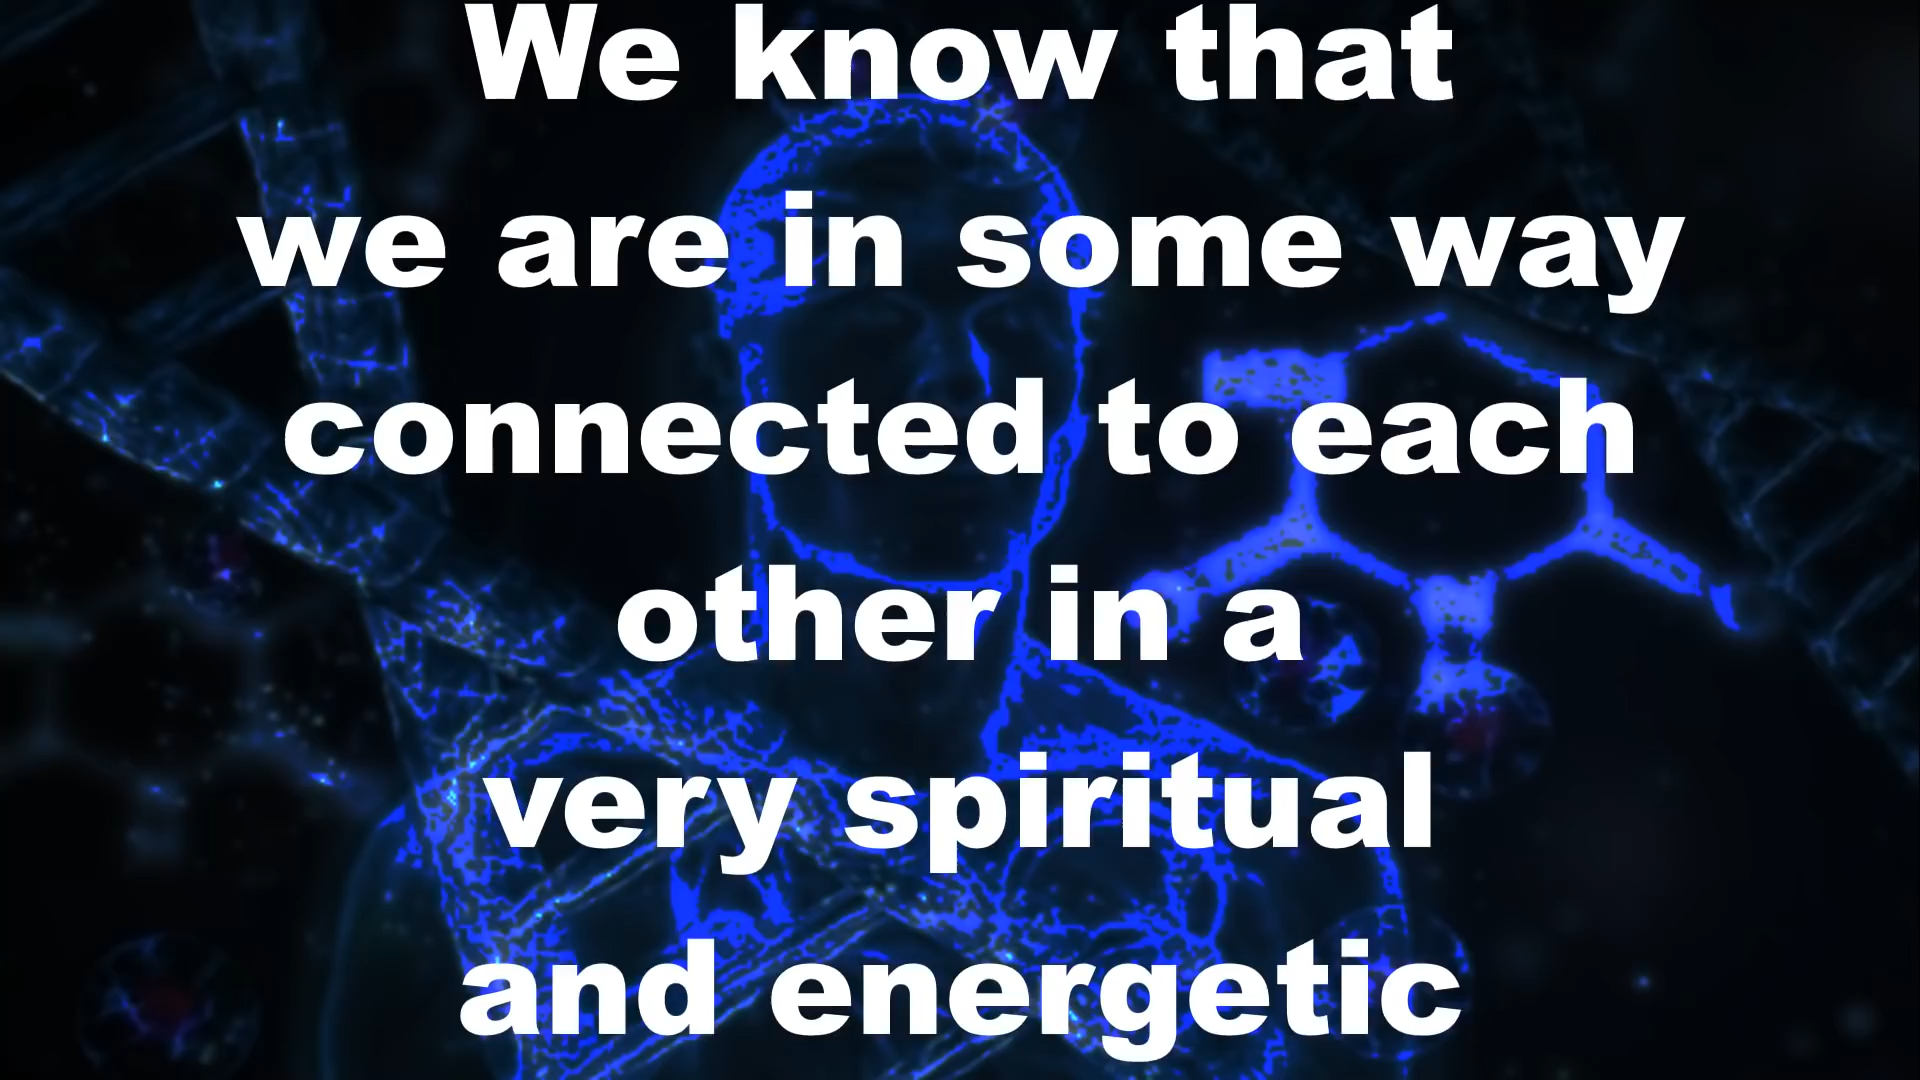 We know that
we are in some way
connected to each
other in a
very spiritual
and energetic